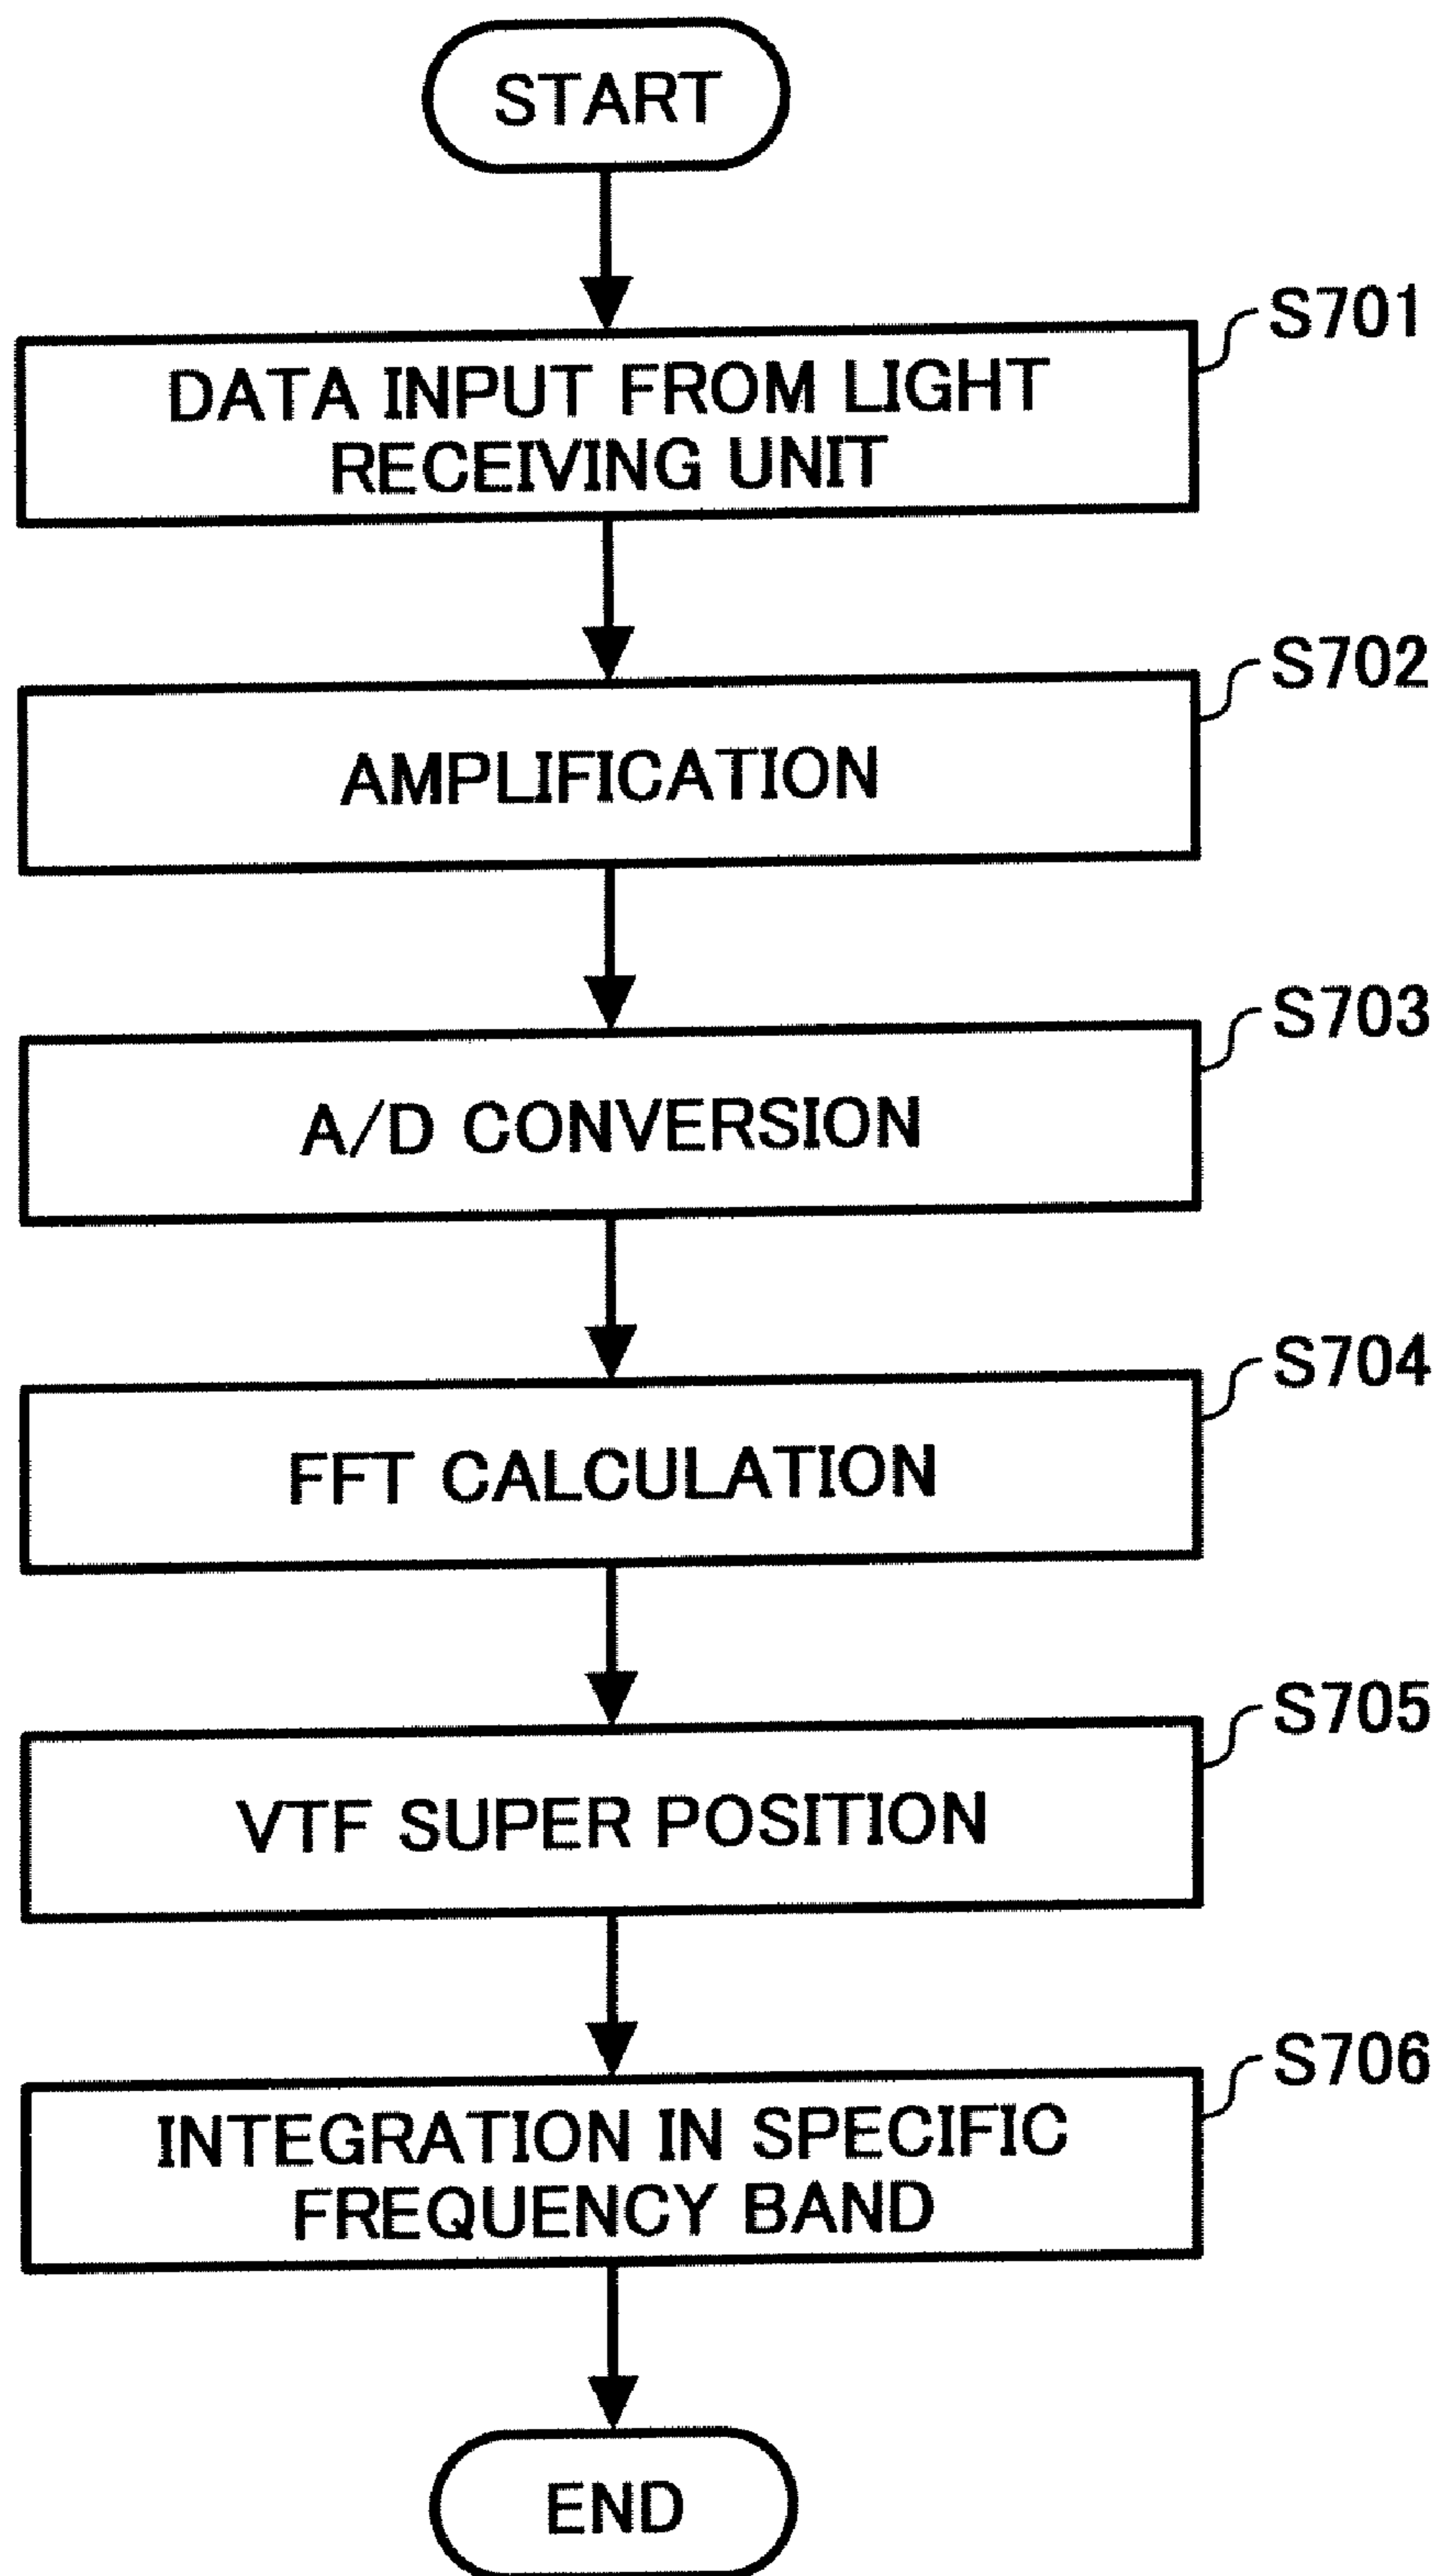 START
S701
DATA INPUT FROM LIGHT
RECEIVING UNIT
S702
AMPLIFICATION
S703
A/D CONVERSION
S704
FFT CALCULATION
S705
VTF SUPER POSITION
S706
INTEGRATION IN SPECIFIC
FREQUENCY BAND
END